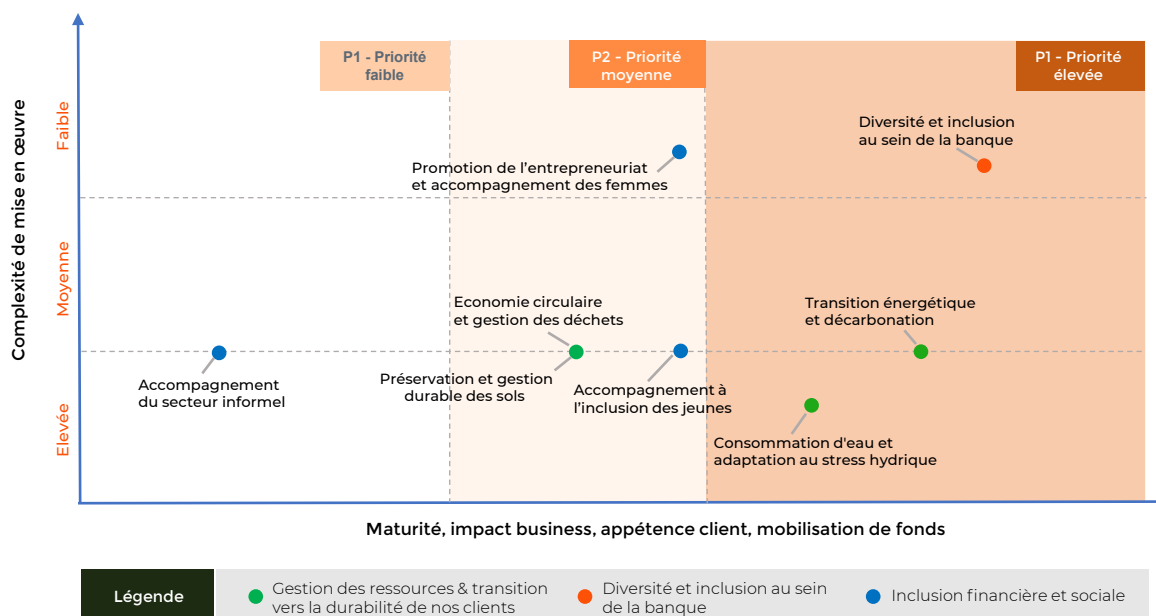 P1 - Priorité
faible
P2 - Priorité
moyenne
P1 - Priorité
élevée
Complexité de mise en œuvre
Faible
Moyenne
Elevée
Diversité et inclusion
au sein de la banque
Promotion de l’entrepreneuriat
et accompagnement des femmes
Economie circulaire
et gestion des déchets
Transition énergétique
et décarbonation
Accompagnement
du secteur informel
Préservation et gestion
durable des sols
Accompagnement à
l’inclusion des jeunes
Consommation d'eau et
adaptation au stress hydrique
Maturité, impact business, appétence client, mobilisation de fonds
Légende
Gestion des ressources & transition
vers la durabilité de nos clients
Diversité et inclusion au sein
de la banque
Inclusion financière et sociale